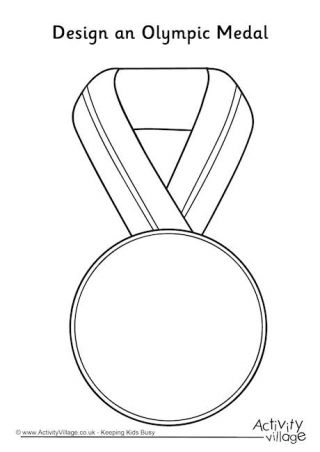 Design an Olympic Medal
© www.ActivityVillage.co.uk - Keeping Kids Busy
Activity
village